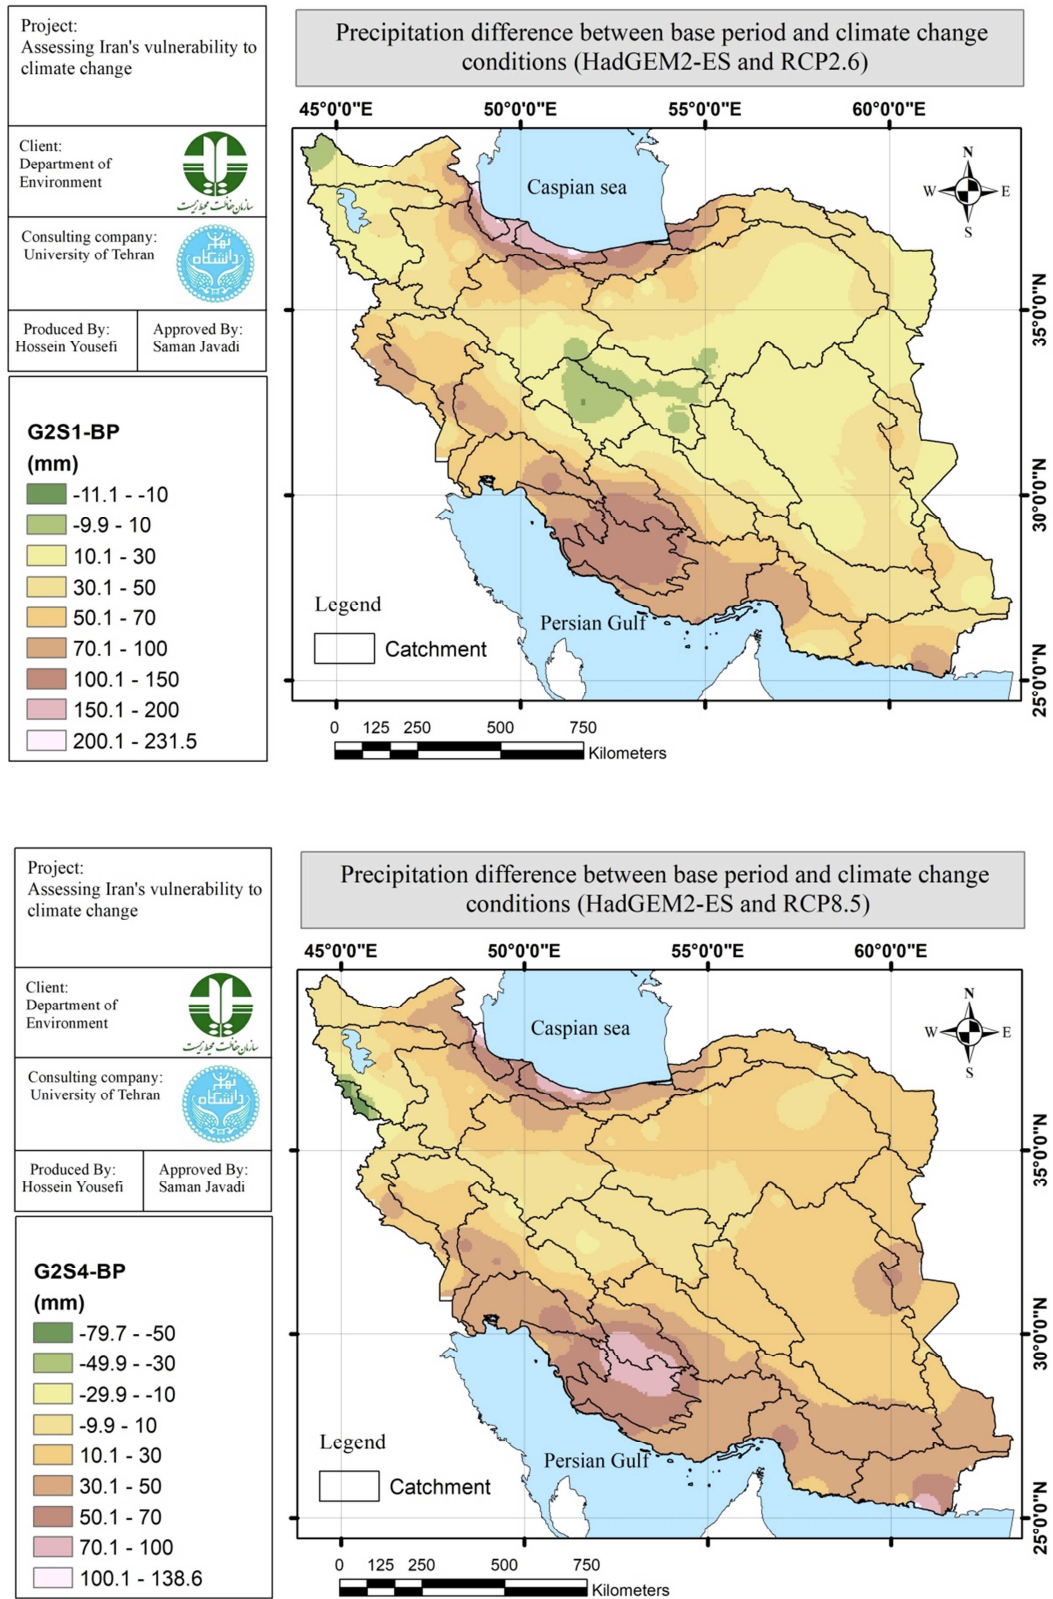 Project:
Assessing Iran's vulnerability to
climate change
Client:
Department of
Environment
سازمان حفاظت محیط زیست
Consulting company:
University of Tehran
Produced By:
Hossein Yousefi
Approved By:
Saman Javadi
G2S1-BP
(mm)
-11.1 - -10
-9.9 - 10
10.1 - 30
30.1 - 50
50.1 - 70
70.1 - 100
100.1 - 150
150.1 - 200
200.1 - 231.5
Precipitation difference between base period and climate change
conditions (HadGEM2-ES and RCP2.6)
45°0'0"E
50°0'0"E
55°0'0"E
60°0'0"E
Caspian sea
N
W
E
S
35°0'0"N
30°0'0"N
25°0'0"N
Persian Gulf
Legend
Catchment
0 125 250 500 750
Kilometers
Project:
Assessing Iran's vulnerability to
climate change
Client:
Department of
Environment
سازمان حفاظت محیط زیست
Consulting company:
University of Tehran
Produced By:
Hossein Yousefi
Approved By:
Saman Javadi
G2S4-BP
(mm)
-79.7 - -50
-49.9 - -30
-29.9 - -10
-9.9 - 10
10.1 - 30
30.1 - 50
50.1 - 70
70.1 - 100
100.1 - 138.6
Precipitation difference between base period and climate change
conditions (HadGEM2-ES and RCP8.5)
45°0'0"E
50°0'0"E
55°0'0"E
60°0'0"E
Caspian sea
N
W
E
S
35°0'0"N
30°0'0"N
25°0'0"N
Persian Gulf
Legend
Catchment
0 125 250 500 750
Kilometers